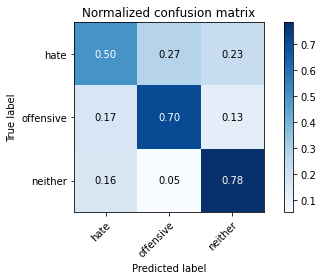 Normalized confusion matrix
hate 0.50 0.27 0.23
offensive 0.17 0.70 0.13
neither 0.16 0.05 0.78
hate offensive neither
True label
Predicted label
0.7
0.6
0.5
0.4
0.3
0.2
0.1